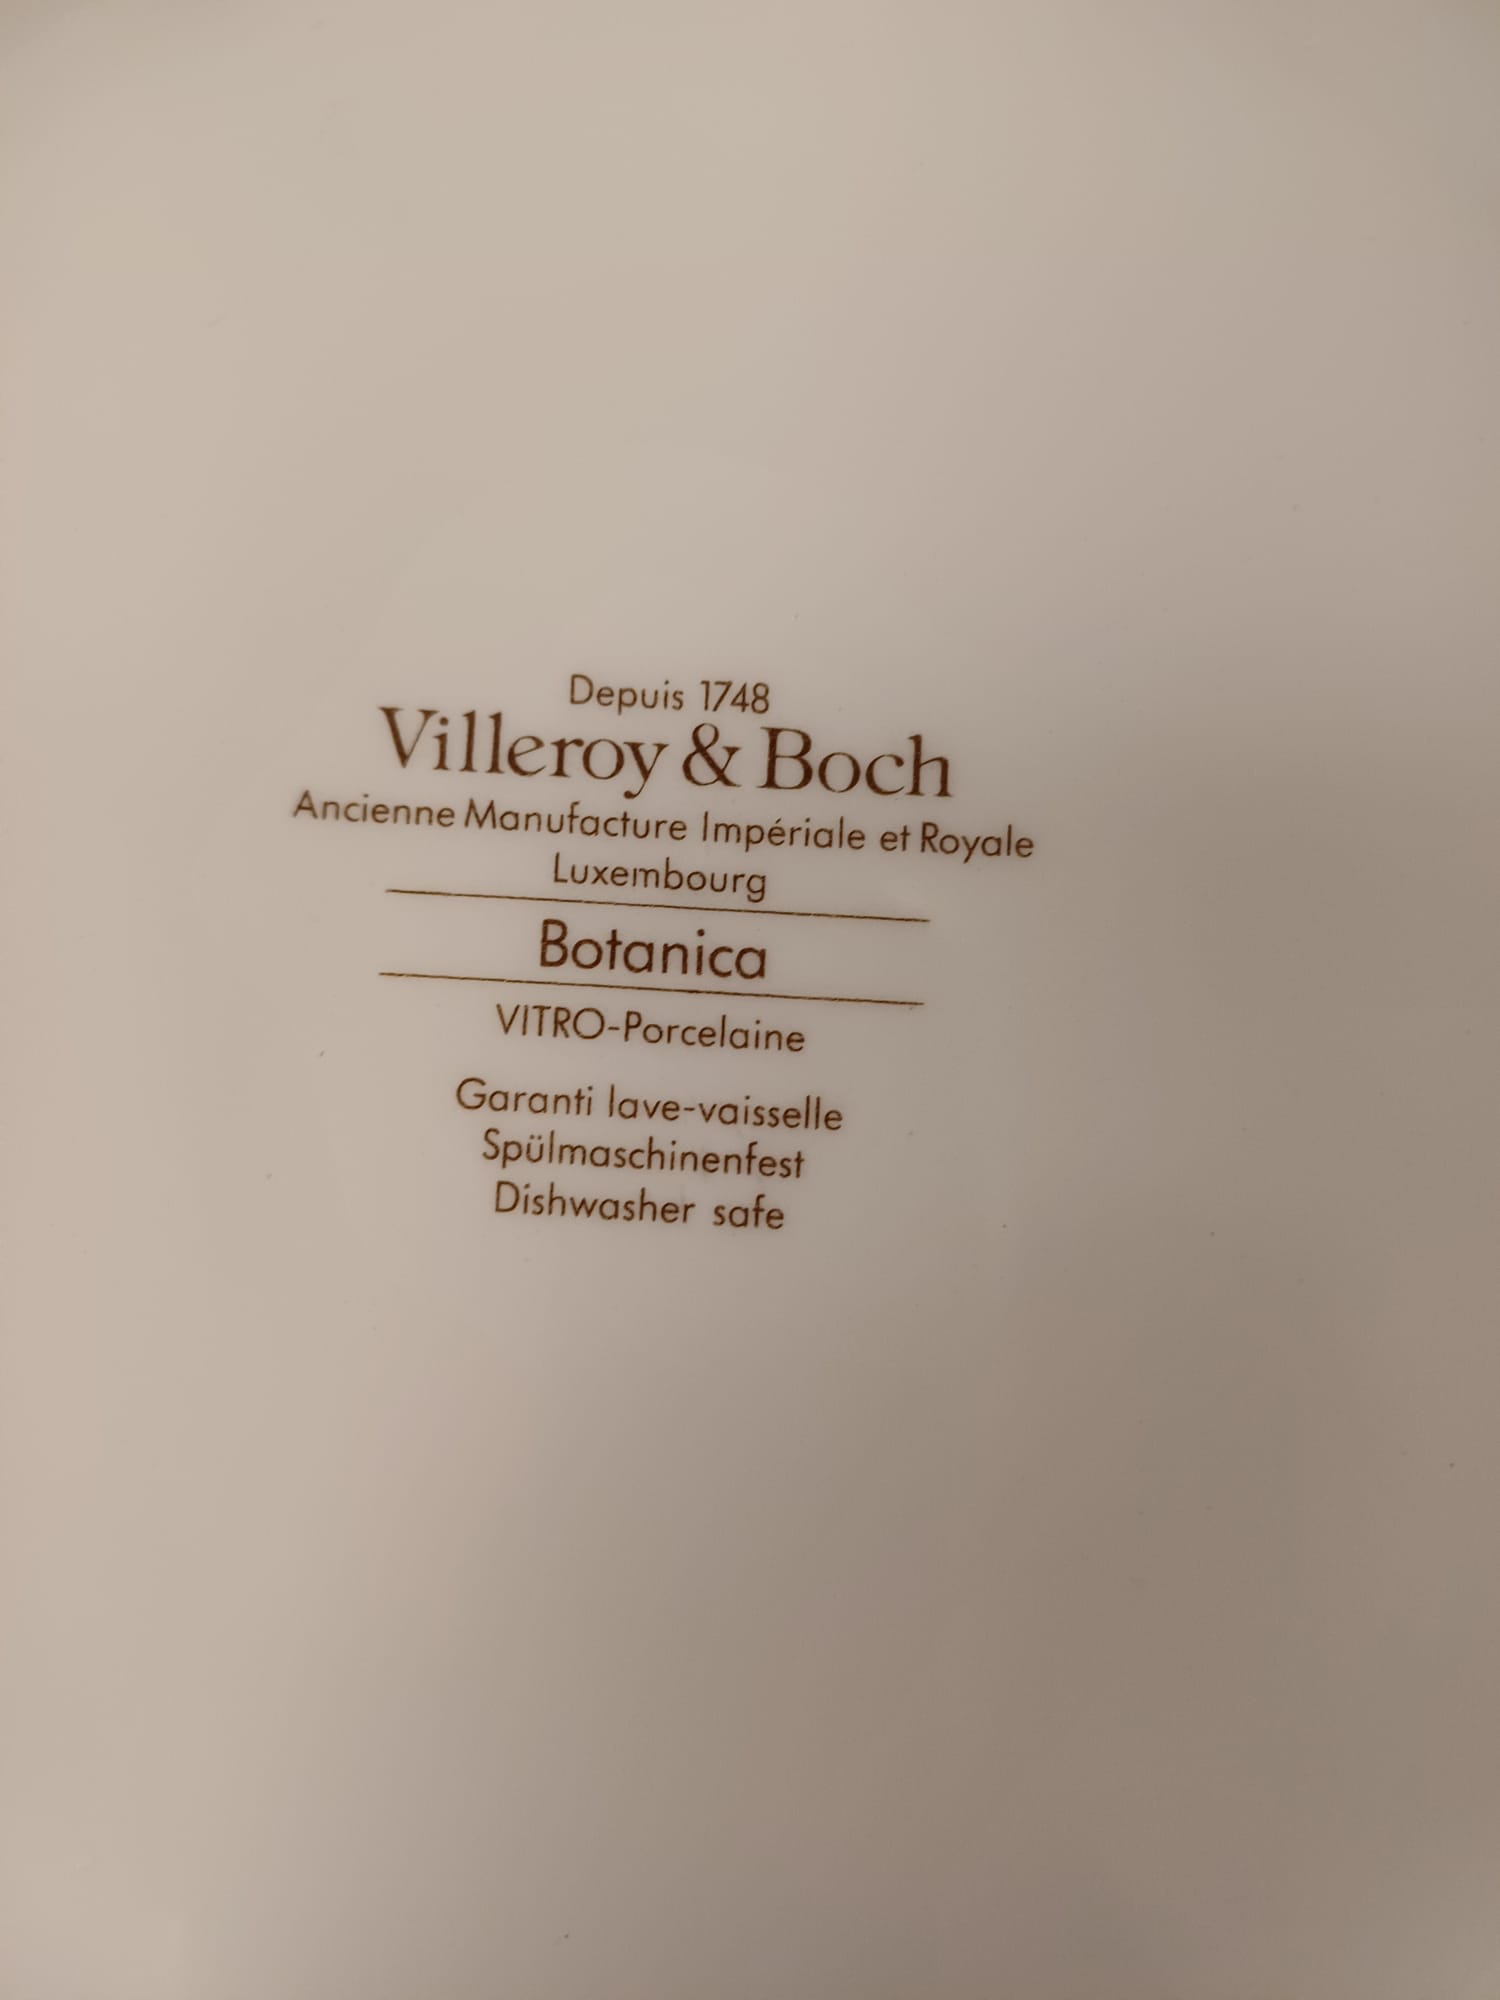 Depuis 1748
Villeroy & Boch
Ancienne Manufacture Impériale et Royale
Luxembourg
Botanica
VITRO-Porcelaine
Garanti lave-vaisselle
Spülmaschinenfest
Dishwasher safe